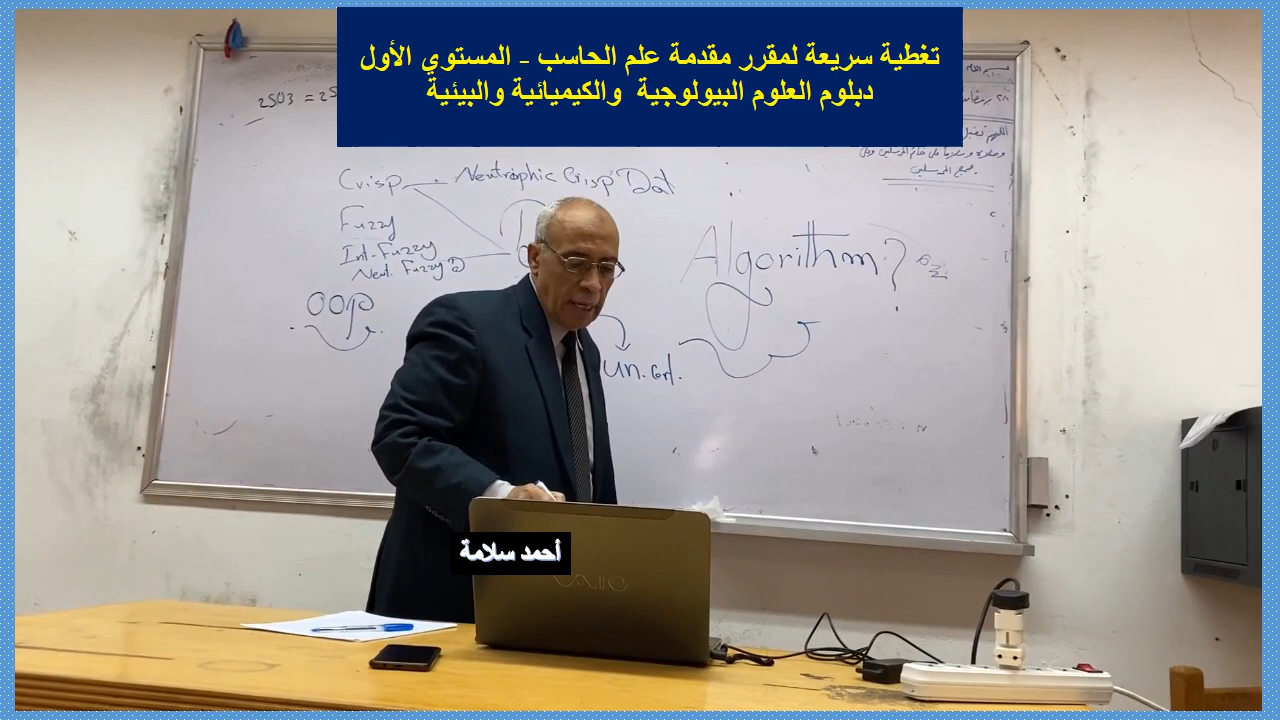 تغطية سريعة لمقرر مقدمة علم الحاسب - المستوي الأول
دبلوم العلوم البيولوجية والكيميائية والبيئية
2SO3 =
Crisp Neutrophic Crisp Dat
Fuzzy
Int. Fuzzy
Neut. Fuzzy
OOP
Algorithm ?
un.
أحمد سلامة
VAIO